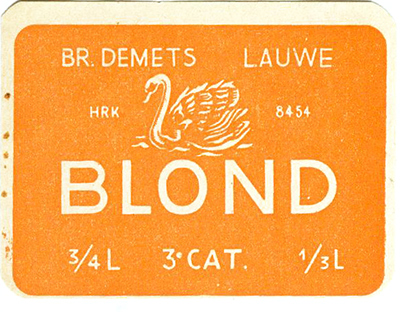 BR. DEMETS LAUWE
HRK 8454
BLOND
3/4 L 3e CAT. 1/3 L